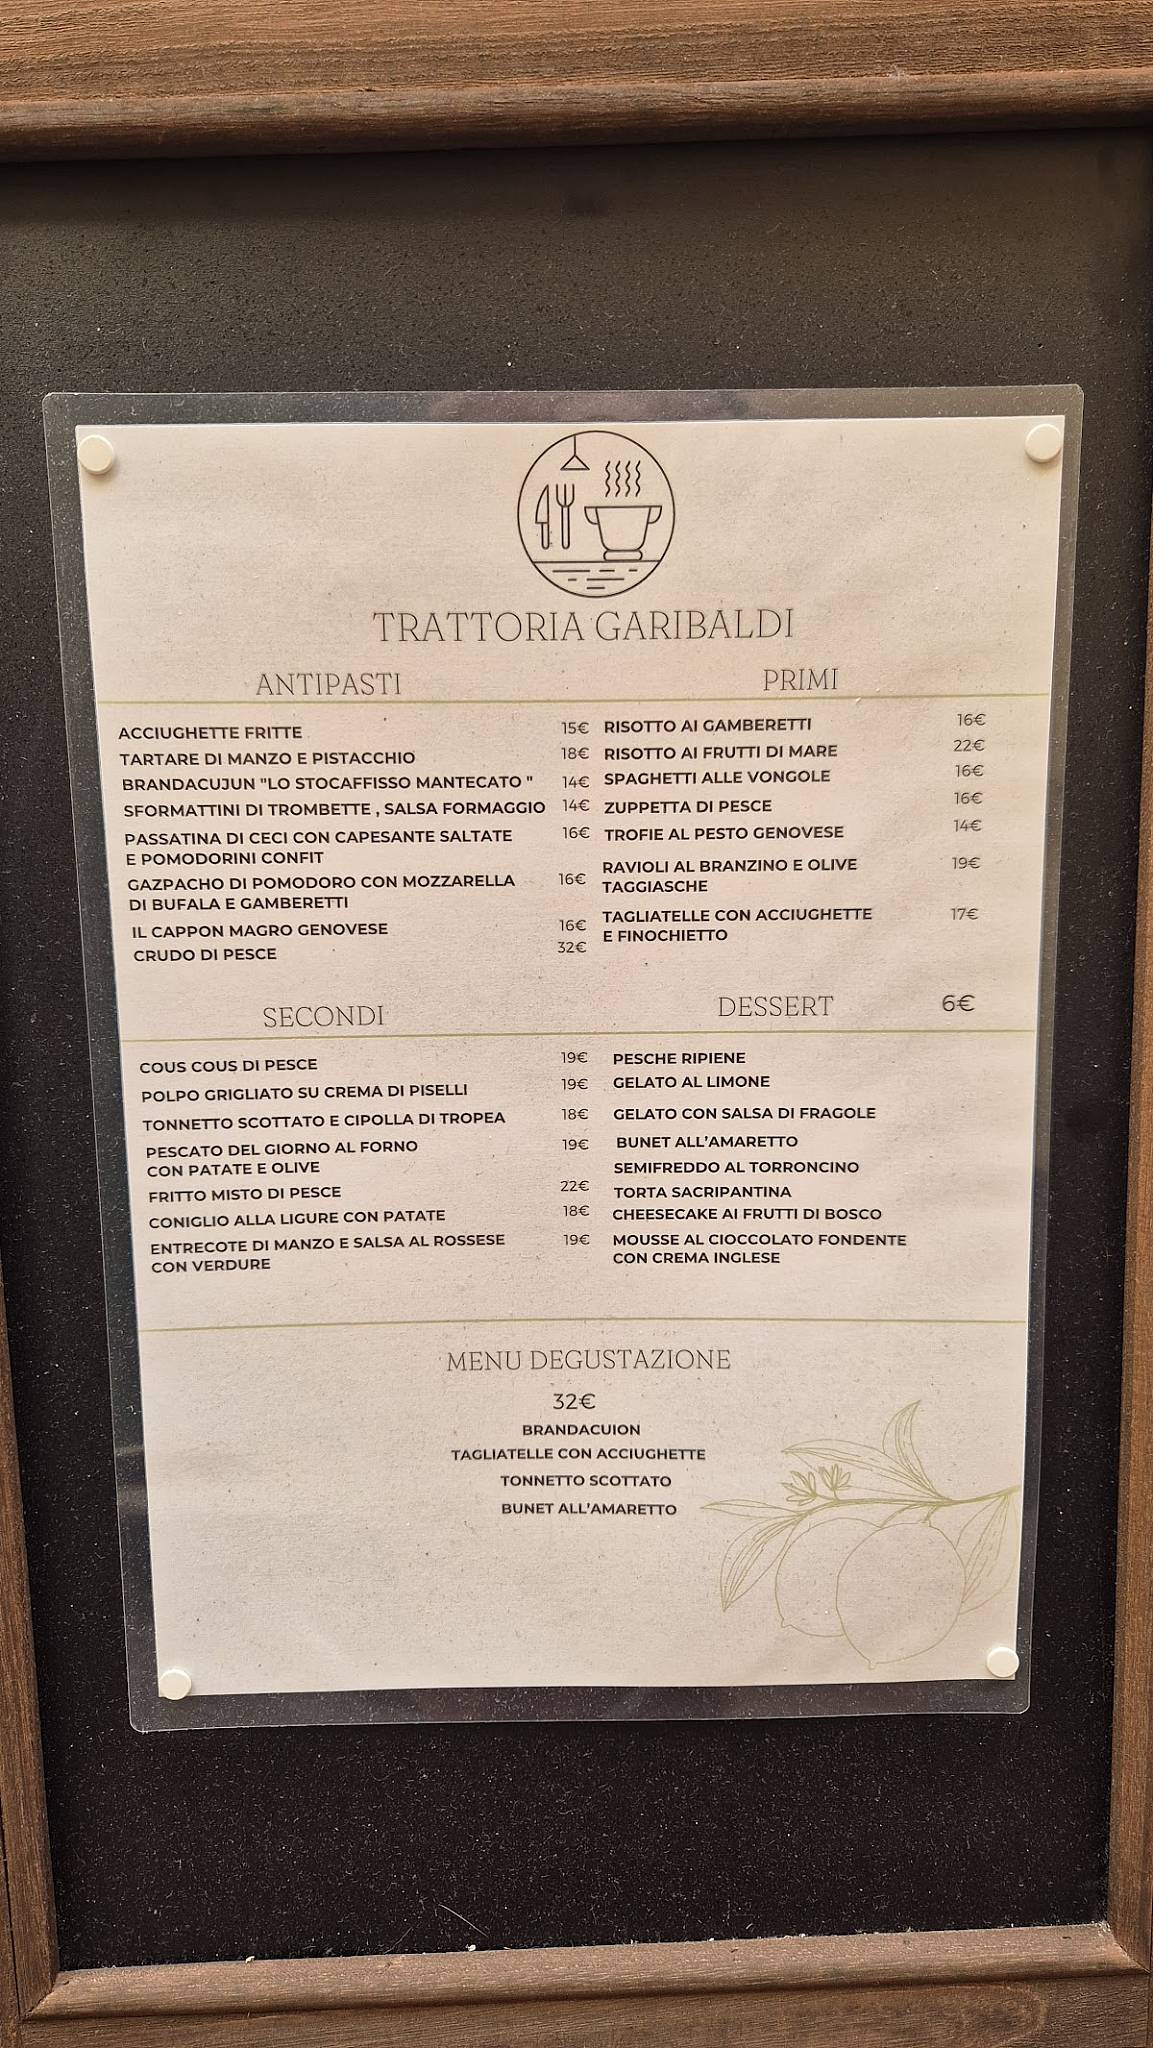 TRATTORIA GARIBALDI
ANTIPASTI
ACCIUGHETTE FRITTE 15€
TARTARE DI MANZO E PISTACCHIO 18€
BRANDACUJUN "LO STOCAFFISSO MANTECATO " 14€
SFORMATTINI DI TROMBETTE , SALSA FORMAGGIO 14€
PASSATINA DI CECI CON CAPESANTE SALTATE 16€
E POMODORINI CONFIT
GAZPACHO DI POMODORO CON MOZZARELLA 16€
DI BUFALA E GAMBERETTI
IL CAPPON MAGRO GENOVESE 16€
CRUDO DI PESCE 32€
PRIMI
RISOTTO AI GAMBERETTI 16€
RISOTTO AI FRUTTI DI MARE 22€
SPAGHETTI ALLE VONGOLE 16€
ZUPPETTA DI PESCE 16€
TROFIE AL PESTO GENOVESE 14€
RAVIOLI AL BRANZINO E OLIVE 19€
TAGGIASCHE
TAGLIATELLE CON ACCIUGHETTE 17€
E FINOCHIETTO
SECONDI
COUS COUS DI PESCE 19€
POLPO GRIGLIATO SU CREMA DI PISELLI 19€
TONNETTO SCOTTATO E CIPOLLA DI TROPEA 18€
PESCATO DEL GIORNO AL FORNO 19€
CON PATATE E OLIVE
FRITTO MISTO DI PESCE 22€
CONIGLIO ALLA LIGURE CON PATATE 18€
ENTRECOTE DI MANZO E SALSA AL ROSSESE 19€
CON VERDURE
DESSERT 6€
PESCHE RIPIENE
GELATO AL LIMONE
GELATO CON SALSA DI FRAGOLE
BUNET ALL'AMARETTO
SEMIFREDDO AL TORRONCINO
TORTA SACRIPANTINA
CHEESECAKE AI FRUTTI DI BOSCO
MOUSSE AL CIOCCOLATO FONDENTE
CON CREMA INGLESE
MENU DEGUSTAZIONE
32€
BRANDACUION
TAGLIATELLE CON ACCIUGHETTE
TONNETTO SCOTTATO
BUNET ALL'AMARETTO